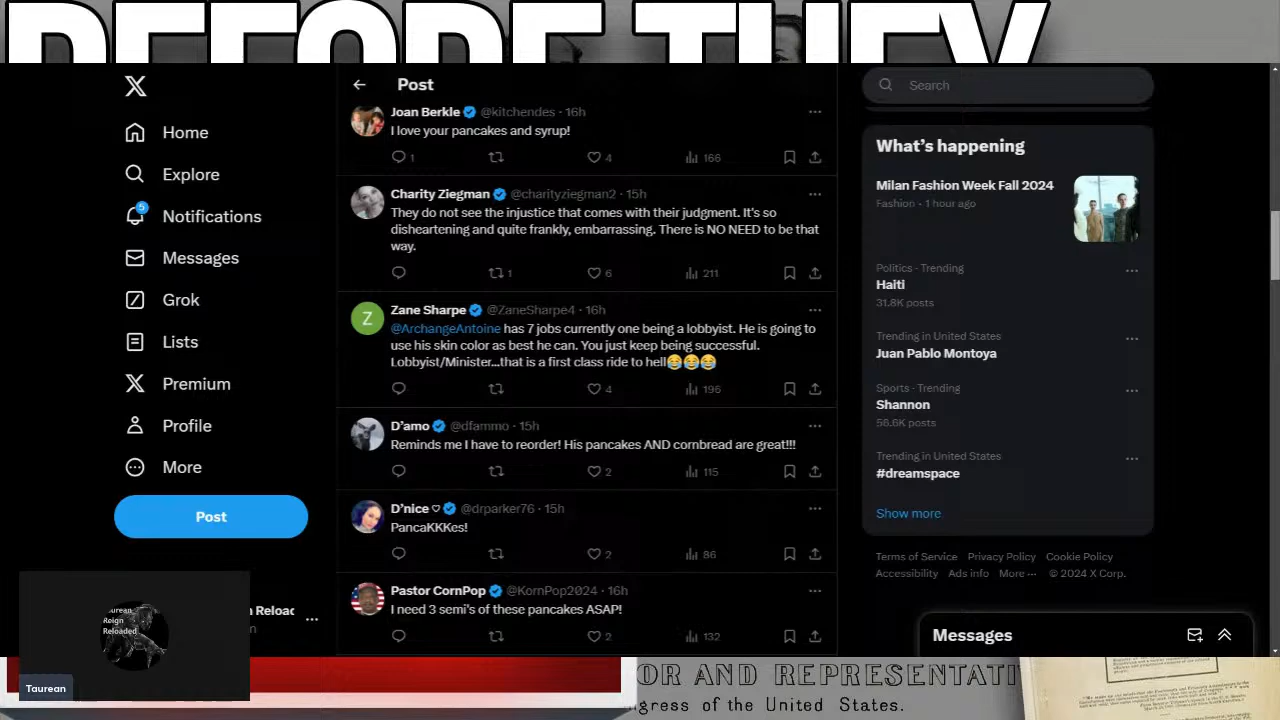 BEFORE THEY
Home
Explore
5
Notifications
Messages
Grok
Lists
Premium
Profile
More
Post
Reloac
Taurean
Reign
Reloaded
Taurean
Post
Joan Berkle @kitchendes · 16h
I love your pancakes and syrup!
1 4 166
Charity Ziegman @charityziegman2 · 15h
They do not see the injustice that comes with their judgment. It's so
disheartening and quite frankly, embarrassing. There is NO NEED to be that
way.
1 6 211
Z
Zane Sharpe @ZaneSharpe4 · 16h
@ArchangeAntoine has 7 jobs currently one being a lobbyist. He is going to
use his skin color as best he can. You just keep being successful.
Lobbyist/Minister...that is a first class ride to hell😂😂😂
4 196
D'amo @dfammo · 15h
Reminds me I have to reorder! His pancakes AND cornbread are great!!!
2 115
D'nice ♡ @drparker76 · 15h
PancaKKKes!
2 86
Pastor CornPop @KornPop2024 · 16h
I need 3 semi's of these pancakes ASAP!
2 132
Search
What's happening
Milan Fashion Week Fall 2024
Fashion · 1 hour ago
Politics · Trending
Haiti
31.8K posts
Trending in United States
Juan Pablo Montoya
Sports · Trending
Shannon
56.6K posts
Trending in United States
#dreamspace
Show more
Terms of Service Privacy Policy Cookie Policy
Accessibility Ads info More ··· © 2024 X Corp.
Messages
OR AND REPRESENTATI
gress of the United States.